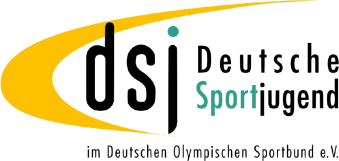 dsj Deutsche
Sportjugend
im Deutschen Olympischen Sportbund e.V.